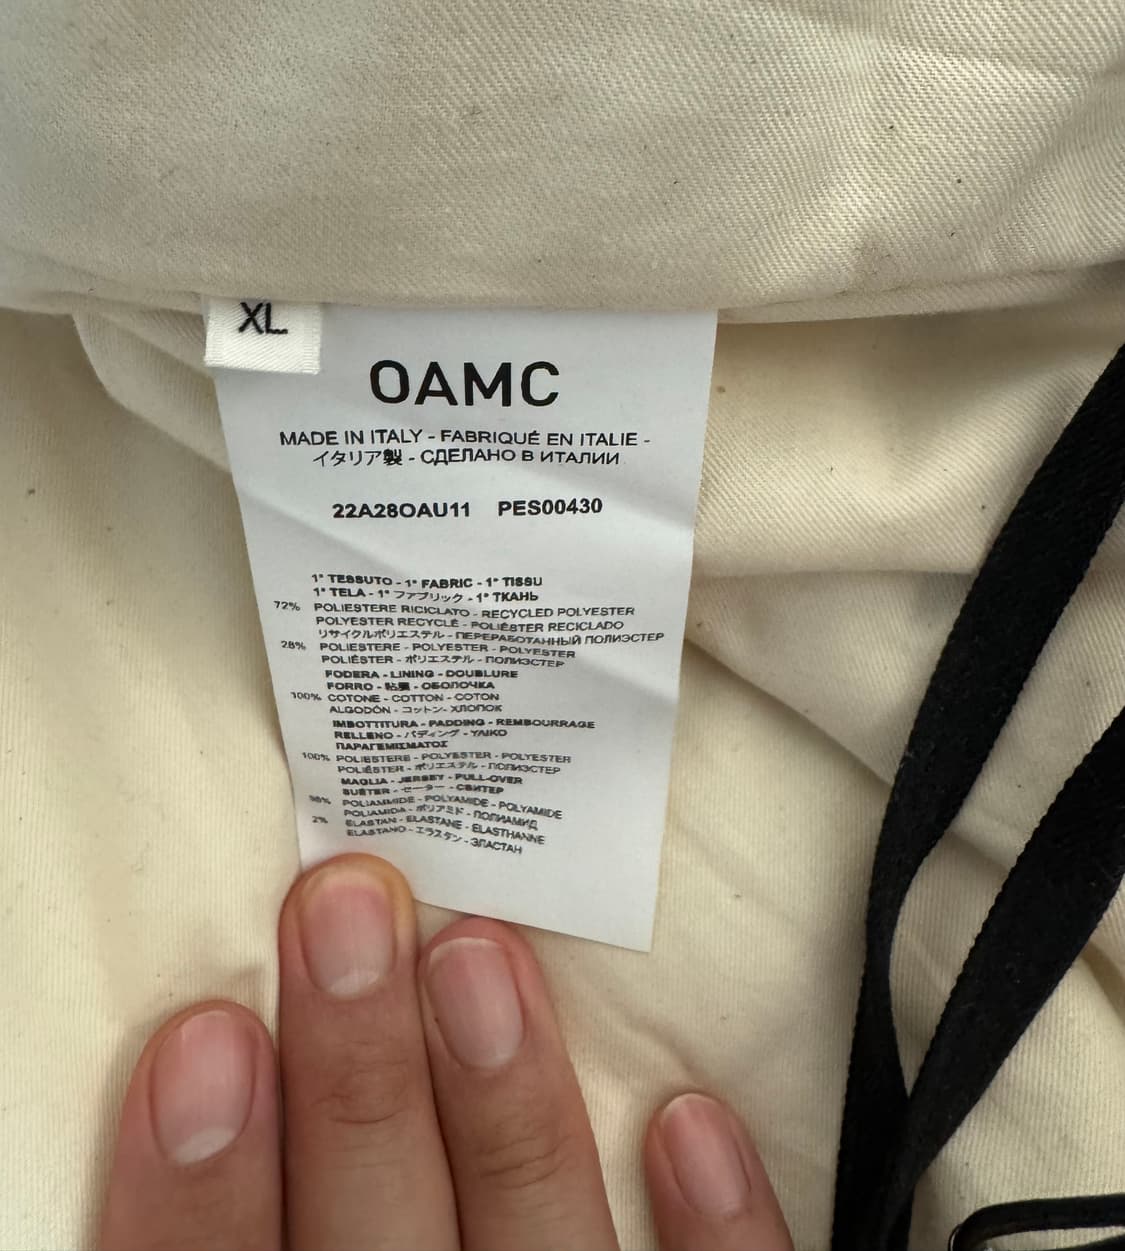 XL
OAMC
MADE IN ITALY - FABRIQUÉ EN ITALIE -
イタリア製 - СДЕЛАНО В ИТАЛИИ
22A28OAU11 PES00430
1° TESSUTO - 1° FABRIC - 1° TISSU
1° TELA - 1° ファブリック - 1° ТКАНЬ
72% POLIESTERE RICICLATO - RECYCLED POLYESTER
POLYESTER RECYCLÉ - POLIÉSTER RECICLADO
リサイクルポリエステル - ПЕРЕРАБОТАННЫЙ ПОЛИЭСТЕР
28% POLIESTERE - POLYESTER - POLYESTER
POLIÉSTER - ポリエステル - ПОЛИЭСТЕР
FODERA - LINING - DOUBLURE
FORRO - - ОБОЛОЧКА
100% COTONE - COTTON - COTON
ALGODÓN - コットン- ХЛОПОК
IMBOTTITURA - PADDING - REMBOURRAGE
RELLENO - パディング - YAIKO
ΠΑΡΑΓΕΜΙΣΜΑΤΟΣ
100% POLIESTERE - POLYESTER - POLYESTER
POLIÉSTER - ポリエステル - ПОЛИЭСТЕР
MAGLIA - JERSEY - PULL-OVER
SUÉTER - セーター - СВИТЕР
98% POLIAMMIDE - POLYAMIDE - POLYAMIDE
POLIAMIDA - ポリアミド - ПОЛИАМИД
2% ELASTAN - ELASTANE - ELASTHANNE
ELASTANO - エラスタン - ЭЛАСТАН